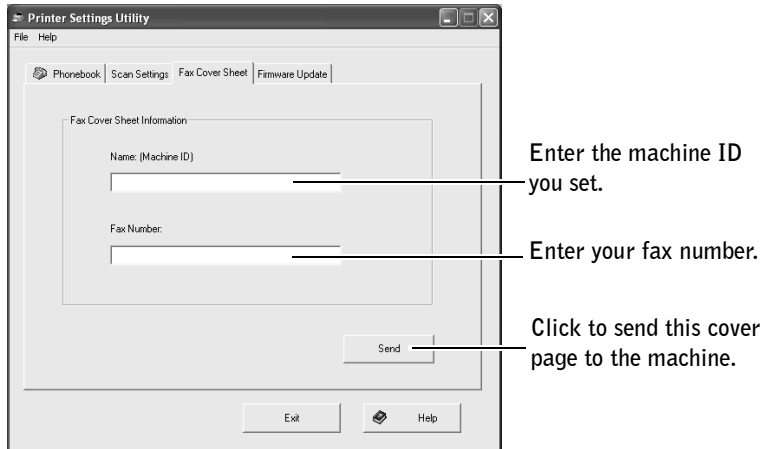 Printer Settings Utility
File Help
Phonebook Scan Settings Fax Cover Sheet Firmware Update
Fax Cover Sheet Information
Name: (Machine ID)
Enter the machine ID
you set.
Fax Number:
Enter your fax number.
Send
Click to send this cover
page to the machine.
Exit Help